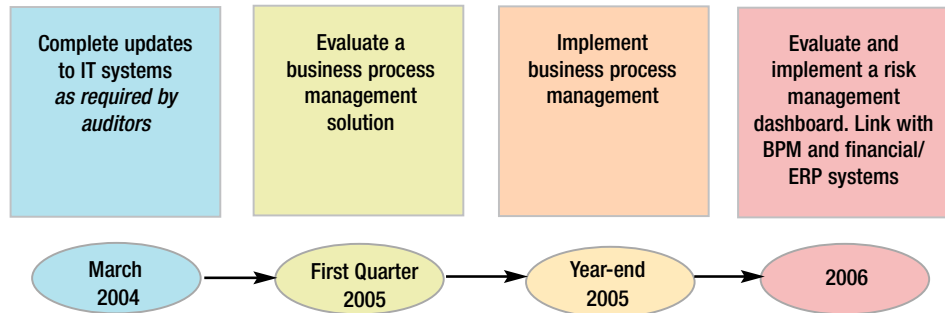 Complete updates
to IT systems
as required by
auditors
Evaluate a
business process
management
solution
Implement
business process
management
Evaluate and
implement a risk
management
dashboard. Link with
BPM and financial/
ERP systems
March
2004
First Quarter
2005
Year-end
2005
2006